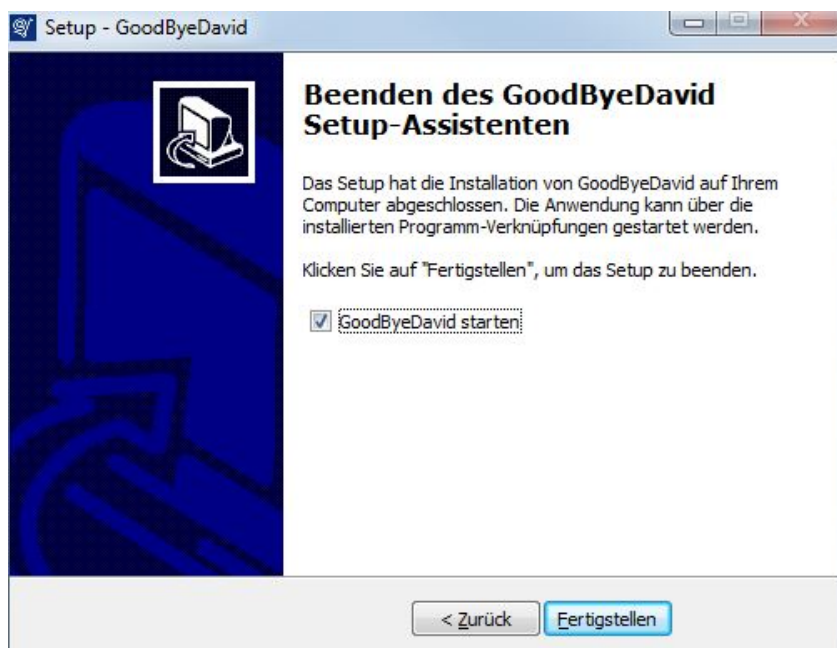 Setup - GoodByeDavid
Beenden des GoodByeDavid
Setup-Assistenten
Das Setup hat die Installation von GoodByeDavid auf Ihrem
Computer abgeschlossen. Die Anwendung kann über die
installierten Programm-Verknüpfungen gestartet werden.
Klicken Sie auf "Fertigstellen", um das Setup zu beenden.
GoodByeDavid starten
< Zurück
Fertigstellen